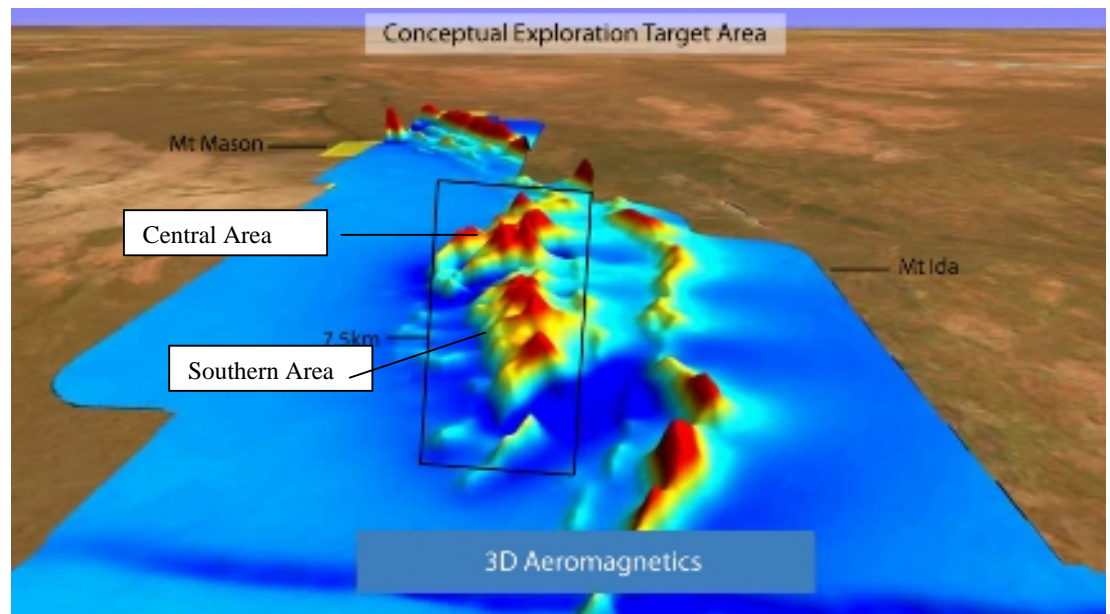 Conceptual Exploration Target Area
Mt Mason
Central Area
Mt Ida
7.5km
Southern Area
3D Aeromagnetics